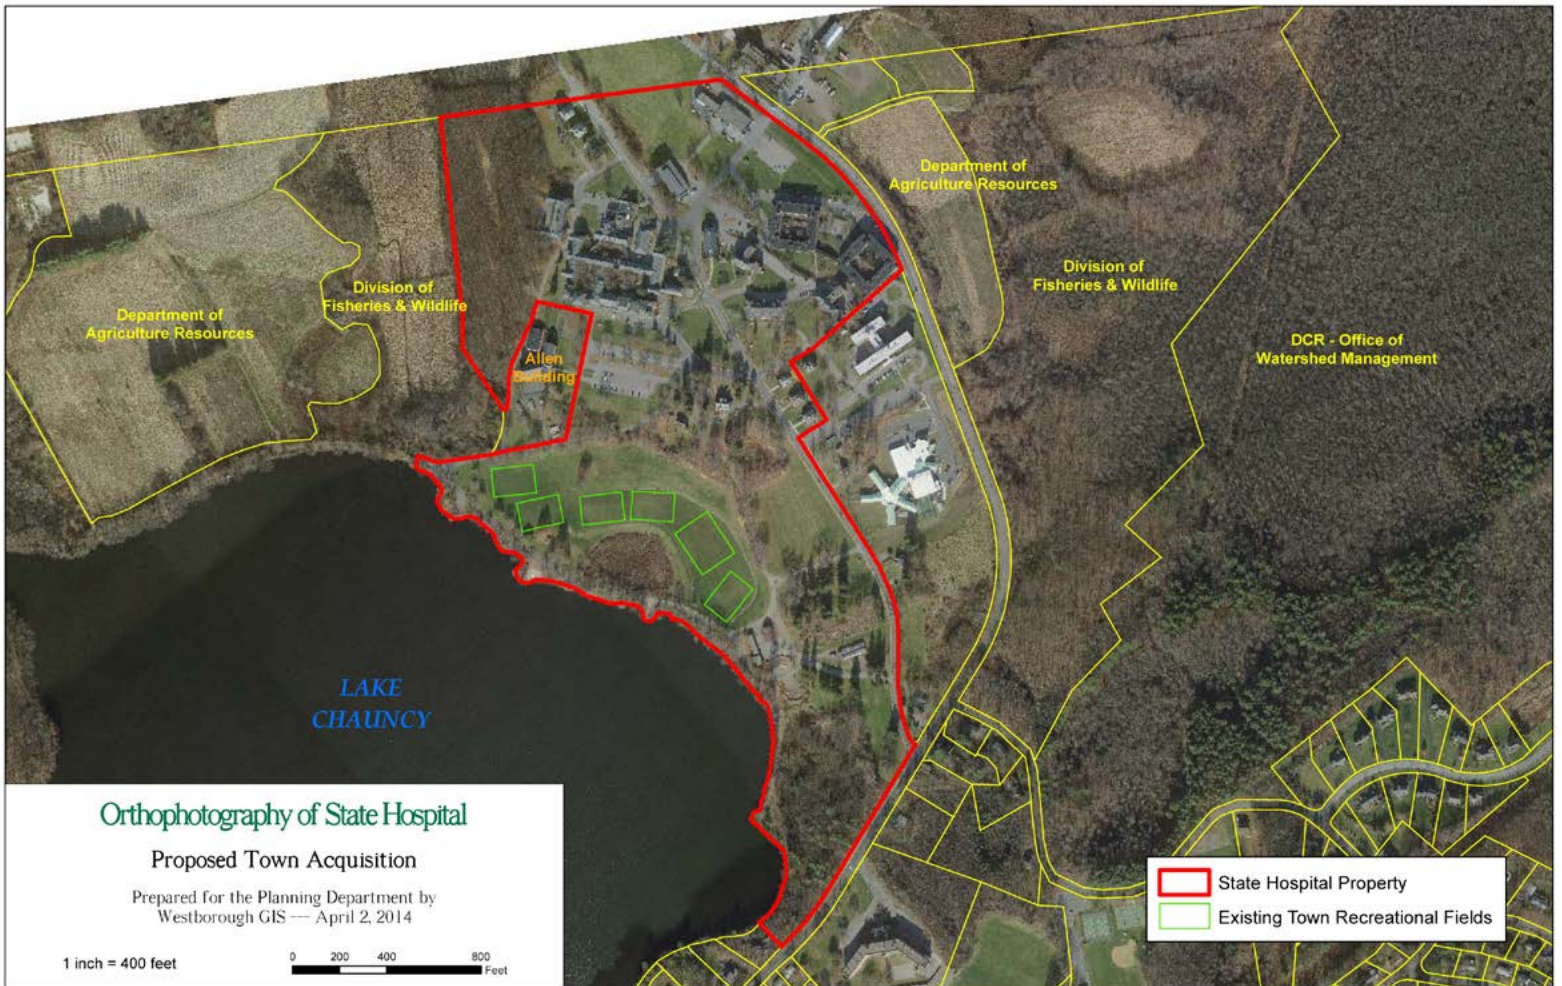 Department of
Agriculture Resources
Division of
Fisheries & Wildlife
DCR - Office of
Watershed Management
Division of
Fisheries & Wildlife
Department of
Agriculture Resources
Allen
Building
LAKE
CHAUNCY
Orthophotography of State Hospital
Proposed Town Acquisition
Prepared for the Planning Department by
Westborough GIS --- April 2, 2014
1 inch = 400 feet
0 200 400 800
Feet
State Hospital Property
Existing Town Recreational Fields